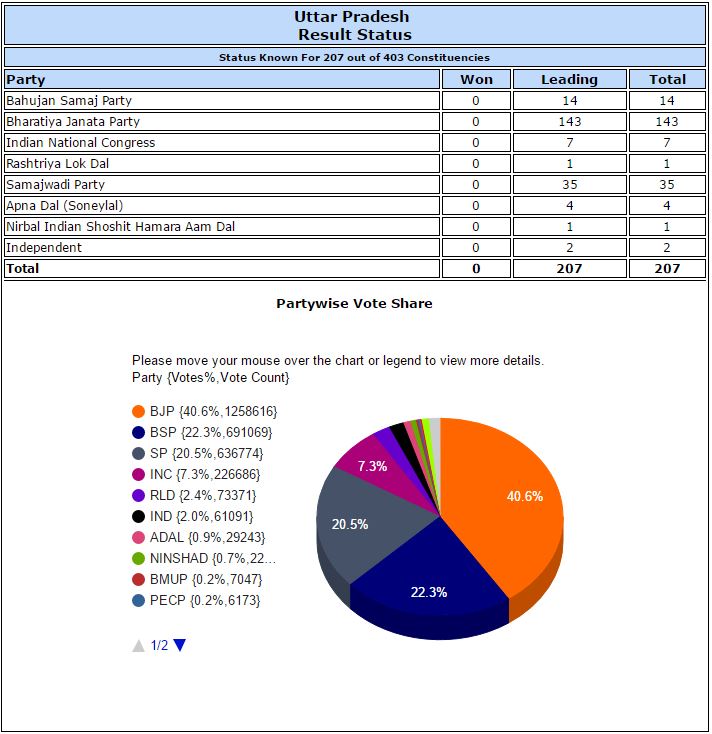 Uttar Pradesh
Result Status
Status Known For 207 out of 403 Constituencies
Party Won Leading Total
Bahujan Samaj Party 0 14 14
Bharatiya Janata Party 0 143 143
Indian National Congress 0 7 7
Rashtriya Lok Dal 0 1 1
Samajwadi Party 0 35 35
Apna Dal (Soneylal) 0 4 4
Nirbal Indian Shoshit Hamara Aam Dal 0 1 1
Independent 0 2 2
Total 0 207 207
Partywise Vote Share
Please move your mouse over the chart or legend to view more details.
Party {Votes%,Vote Count}
BJP {40.6%,1258616}
BSP {22.3%,691069}
SP {20.5%,636774}
INC {7.3%,226686}
RLD {2.4%,73371}
IND {2.0%,61091}
ADAL {0.9%,29243}
NINSHAD {0.7%,22...
BMUP {0.2%,7047}
PECP {0.2%,6173}
1/2
7.3%
40.6%
20.5%
22.3%